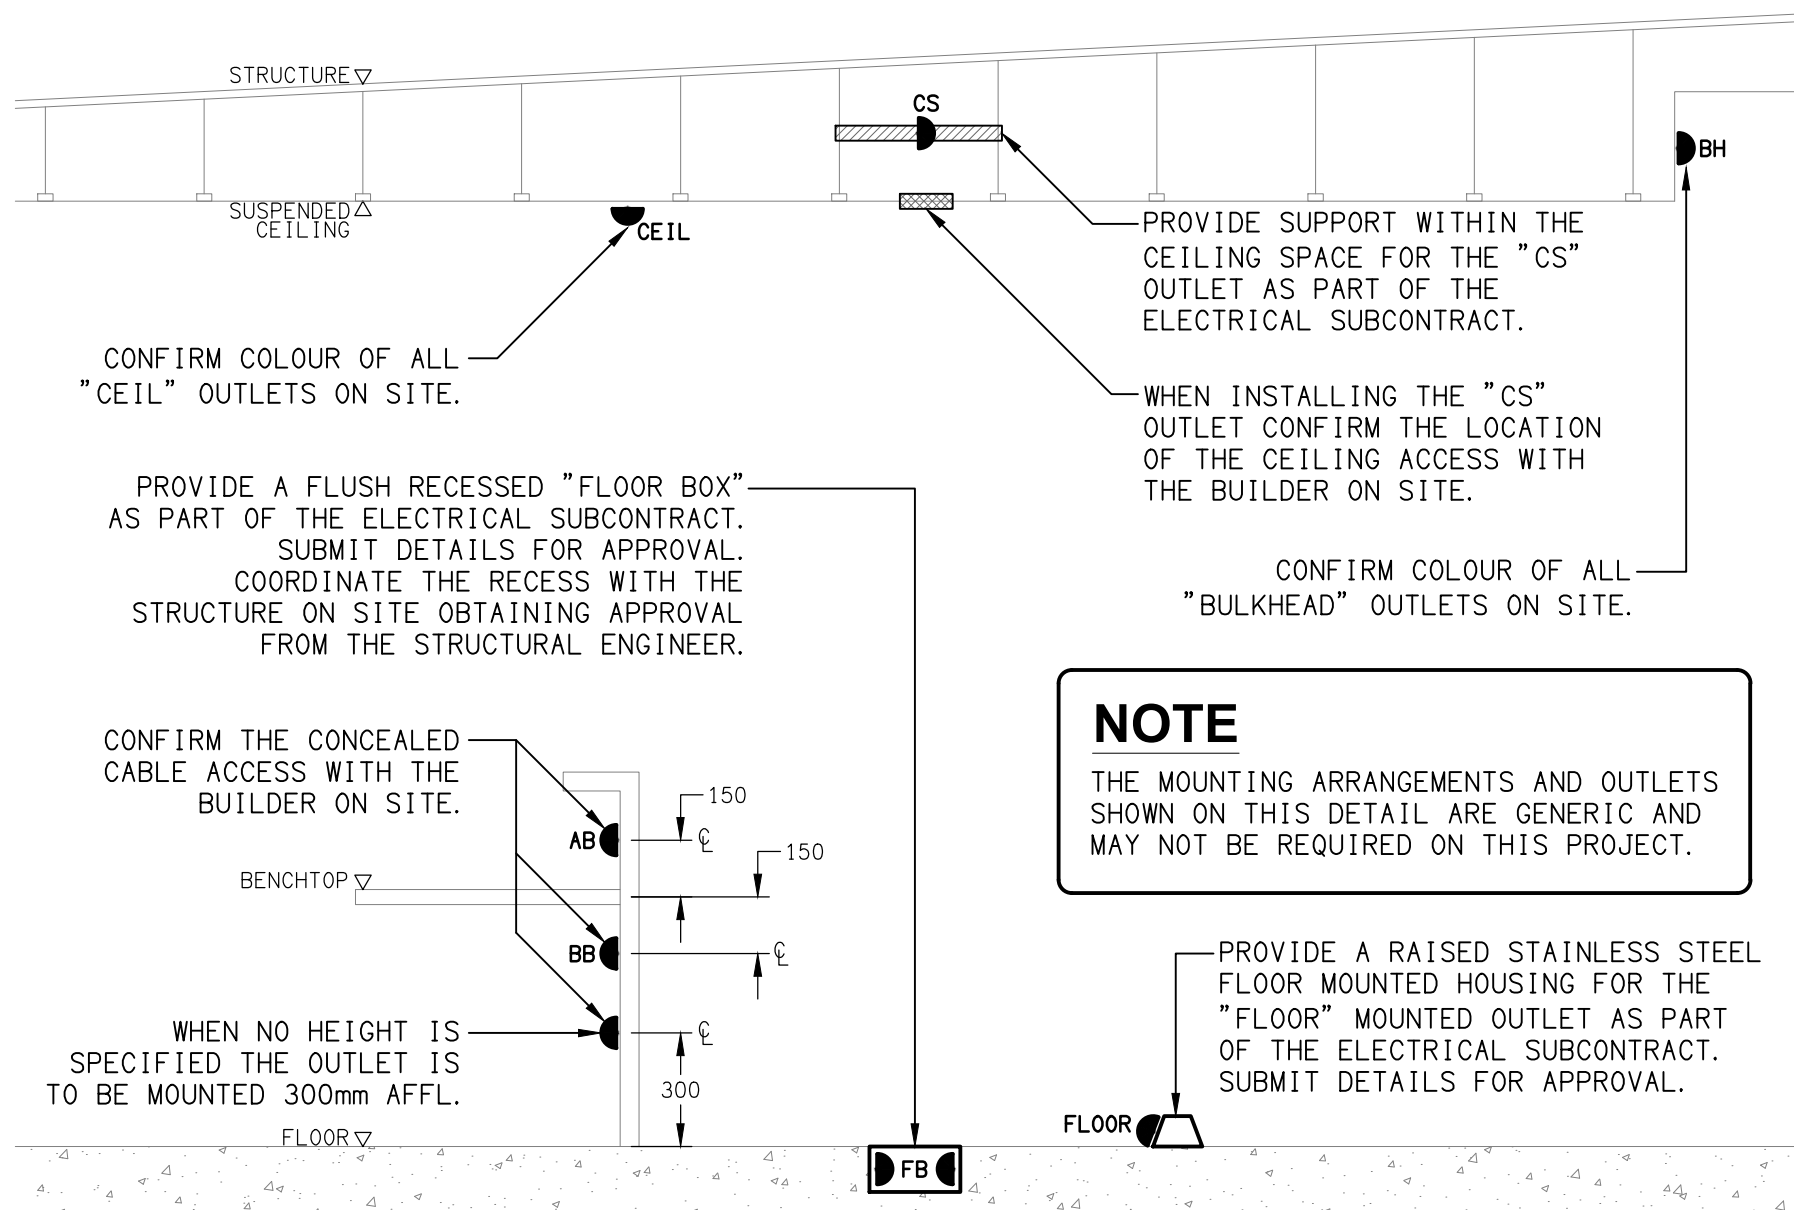 STRUCTURE
CS
BH
SUSPENDED
CEILING
CEIL
PROVIDE SUPPORT WITHIN THE
CEILING SPACE FOR THE "CS"
OUTLET AS PART OF THE
ELECTRICAL SUBCONTRACT.
CONFIRM COLOUR OF ALL
"CEIL" OUTLETS ON SITE.
WHEN INSTALLING THE "CS"
OUTLET CONFIRM THE LOCATION
OF THE CEILING ACCESS WITH
THE BUILDER ON SITE.
PROVIDE A FLUSH RECESSED "FLOOR BOX"
AS PART OF THE ELECTRICAL SUBCONTRACT.
SUBMIT DETAILS FOR APPROVAL.
COORDINATE THE RECESS WITH THE
STRUCTURE ON SITE OBTAINING APPROVAL
FROM THE STRUCTURAL ENGINEER.
CONFIRM COLOUR OF ALL
"BULKHEAD" OUTLETS ON SITE.
NOTE
THE MOUNTING ARRANGEMENTS AND OUTLETS
SHOWN ON THIS DETAIL ARE GENERIC AND
MAY NOT BE REQUIRED ON THIS PROJECT.
CONFIRM THE CONCEALED
CABLE ACCESS WITH THE
BUILDER ON SITE.
150
AB
℄
150
BENCHTOP
BB
℄
WHEN NO HEIGHT IS
SPECIFIED THE OUTLET IS
TO BE MOUNTED 300mm AFFL.
℄
300
PROVIDE A RAISED STAINLESS STEEL
FLOOR MOUNTED HOUSING FOR THE
"FLOOR" MOUNTED OUTLET AS PART
OF THE ELECTRICAL SUBCONTRACT.
SUBMIT DETAILS FOR APPROVAL.
FLOOR
FLOOR
FB